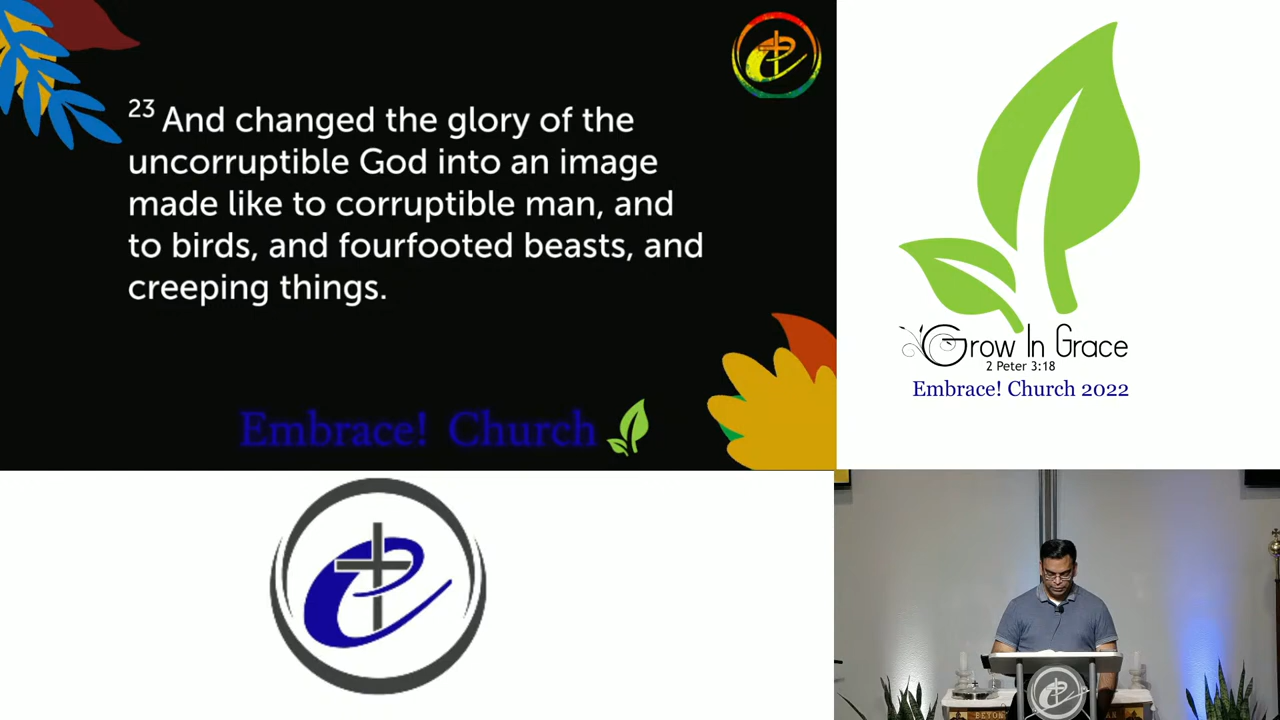 23 And changed the glory of the
uncorruptible God into an image
made like to corruptible man, and
to birds, and fourfooted beasts, and
creeping things.
Embrace! Church
Grow In Grace
2 Peter 3:18
Embrace! Church 2022